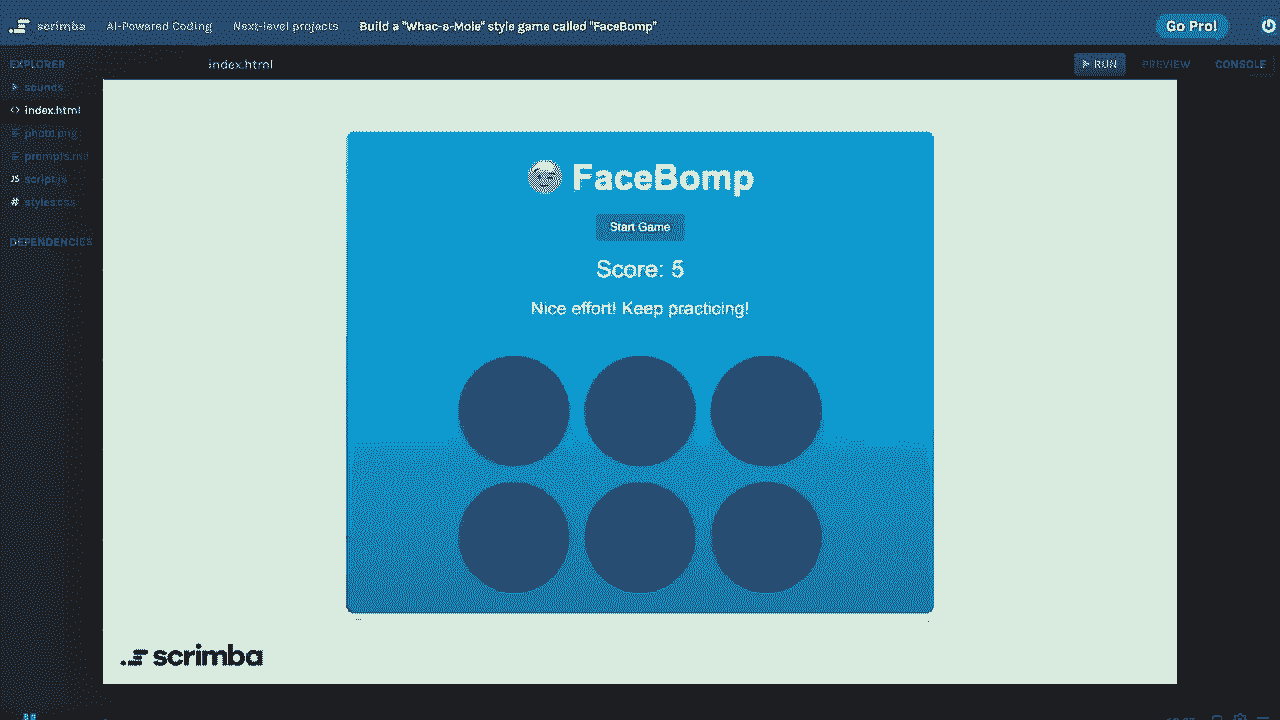 scrimba AI-Powered Coding Next-level projects Build a "Whac-a-Mole" style game called "FaceBomp" Go Pro!
EXPLORER index.html RUN PREVIEW CONSOLE
sounds
index.html
photo.png
prompts.md
script.js
styles.css
DEPENDENCIES
FaceBomp
Start Game
Score: 5
Nice effort! Keep practicing!
scrimba